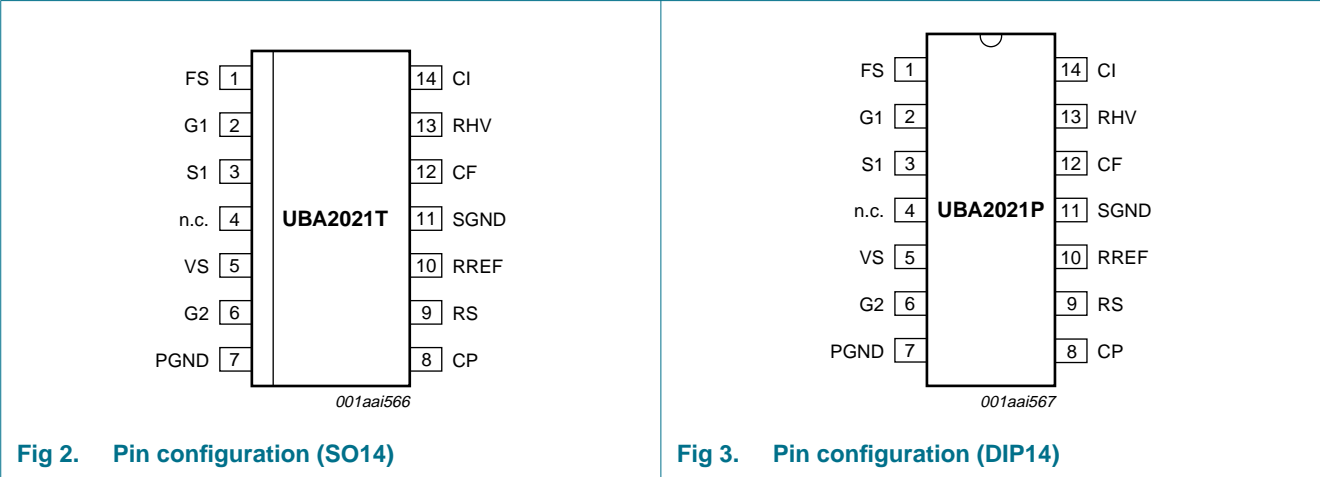 FS 1 14 CI
G1 2 13 RHV
S1 3 12 CF
n.c. 4 UBA2021T 11 SGND
VS 5 10 RREF
G2 6 9 RS
PGND 7 8 CP
001aai566
Fig 2. Pin configuration (SO14)
FS 1 14 CI
G1 2 13 RHV
S1 3 12 CF
n.c. 4 UBA2021P 11 SGND
VS 5 10 RREF
G2 6 9 RS
PGND 7 8 CP
001aai567
Fig 3. Pin configuration (DIP14)